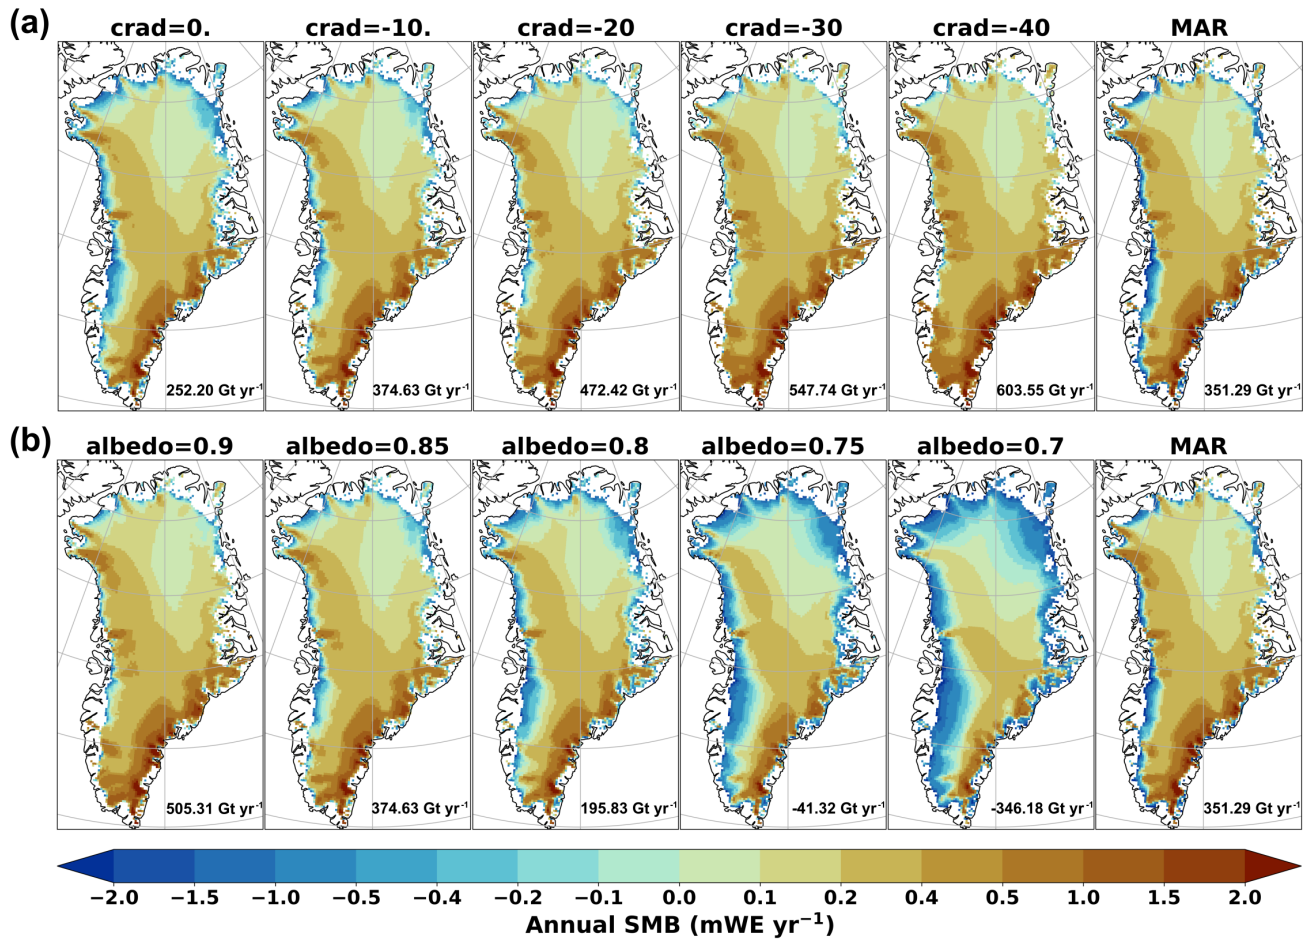 (a)
crad=0. crad=-10. crad=-20 crad=-30 crad=-40 MAR
252.20 Gt yr⁻¹ 374.63 Gt yr⁻¹ 472.42 Gt yr⁻¹ 547.74 Gt yr⁻¹ 603.55 Gt yr⁻¹ 351.29 Gt yr⁻¹
(b)
albedo=0.9 albedo=0.85 albedo=0.8 albedo=0.75 albedo=0.7 MAR
505.31 Gt yr⁻¹ 374.63 Gt yr⁻¹ 195.83 Gt yr⁻¹ -41.32 Gt yr⁻¹ -346.18 Gt yr⁻¹ 351.29 Gt yr⁻¹
−2.0 −1.5 −1.0 −0.5 −0.4 −0.2 −0.1 0.0 0.1 0.2 0.4 0.5 1.0 1.5 2.0
Annual SMB (mWE yr⁻¹)